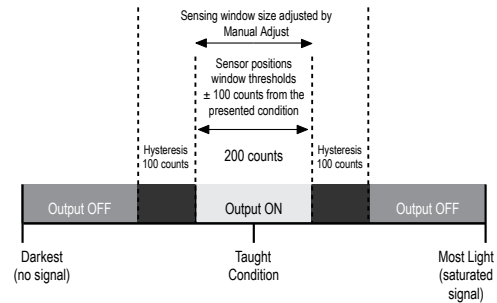 Sensing window size adjusted by
Manual Adjust
Sensor positions
window thresholds
± 100 counts from the
presented condition
Hysteresis
100 counts
200 counts
Hysteresis
100 counts
Output OFF
Output ON
Output OFF
Darkest
(no signal)
Taught
Condition
Most Light
(saturated
signal)